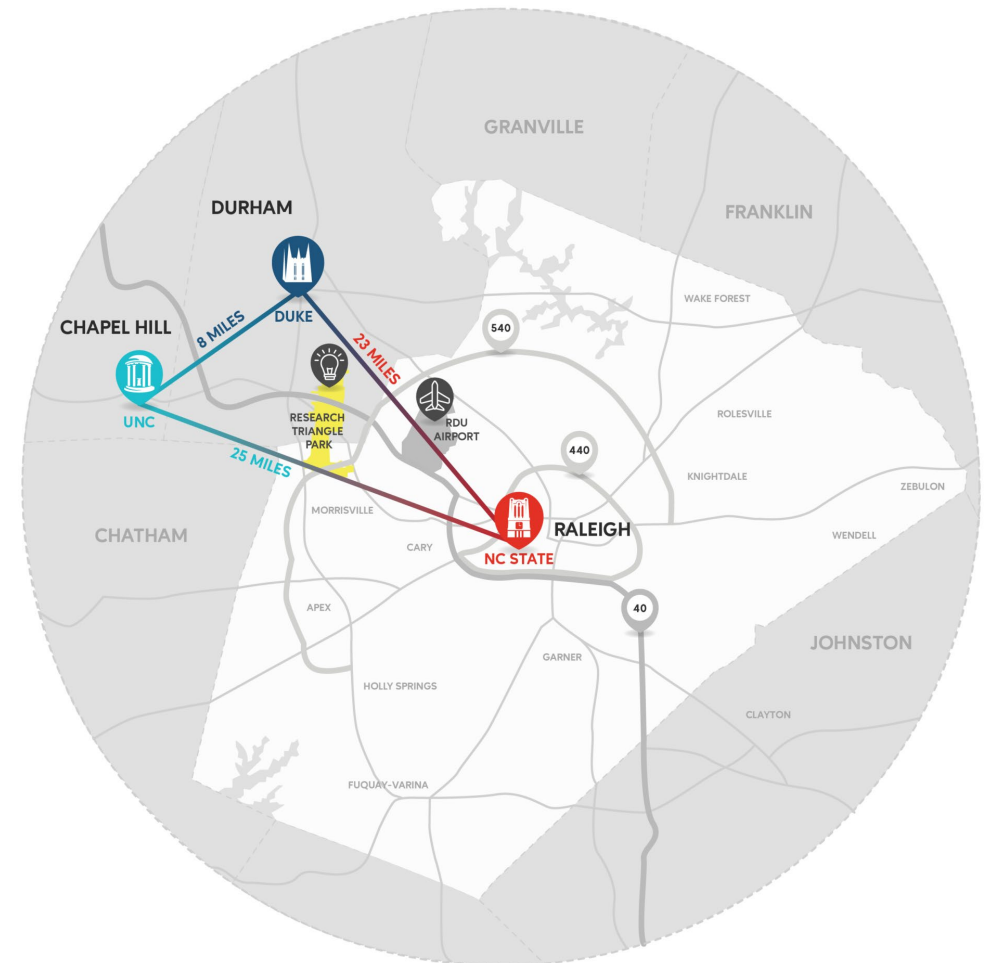 GRANVILLE
FRANKLIN
DURHAM
WAKE FOREST
DUKE
540
CHAPEL HILL
8 MILES
23 MILES
UNC
RESEARCH
TRIANGLE
PARK
RDU
AIRPORT
ROLESVILLE
440
25 MILES
KNIGHTDALE
ZEBULON
MORRISVILLE
CHATHAM
RALEIGH
WENDELL
CARY
NC STATE
APEX
40
JOHNSTON
GARNER
HOLLY SPRINGS
CLAYTON
FUQUAY-VARINA